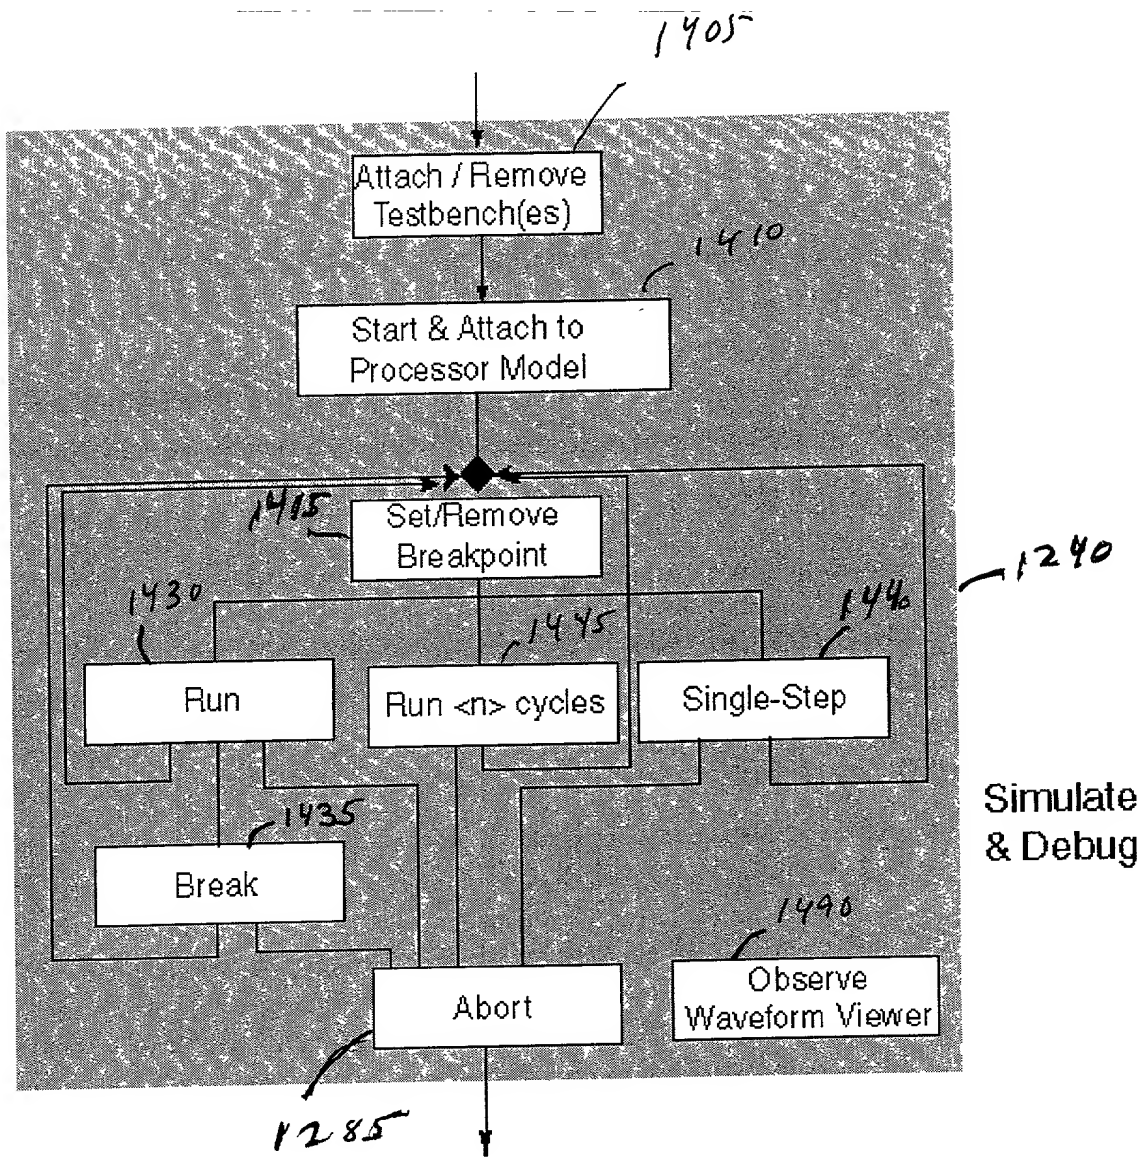 1405
Attach / Remove
Testbench(es)
1410
Start & Attach to
Processor Model
1415
Set/Remove
Breakpoint
1240
1430
1445
1440
Run
Run <n> cycles
Single-Step
Simulate
& Debug
1435
Break
1490
Abort
Observe
Waveform Viewer
1285